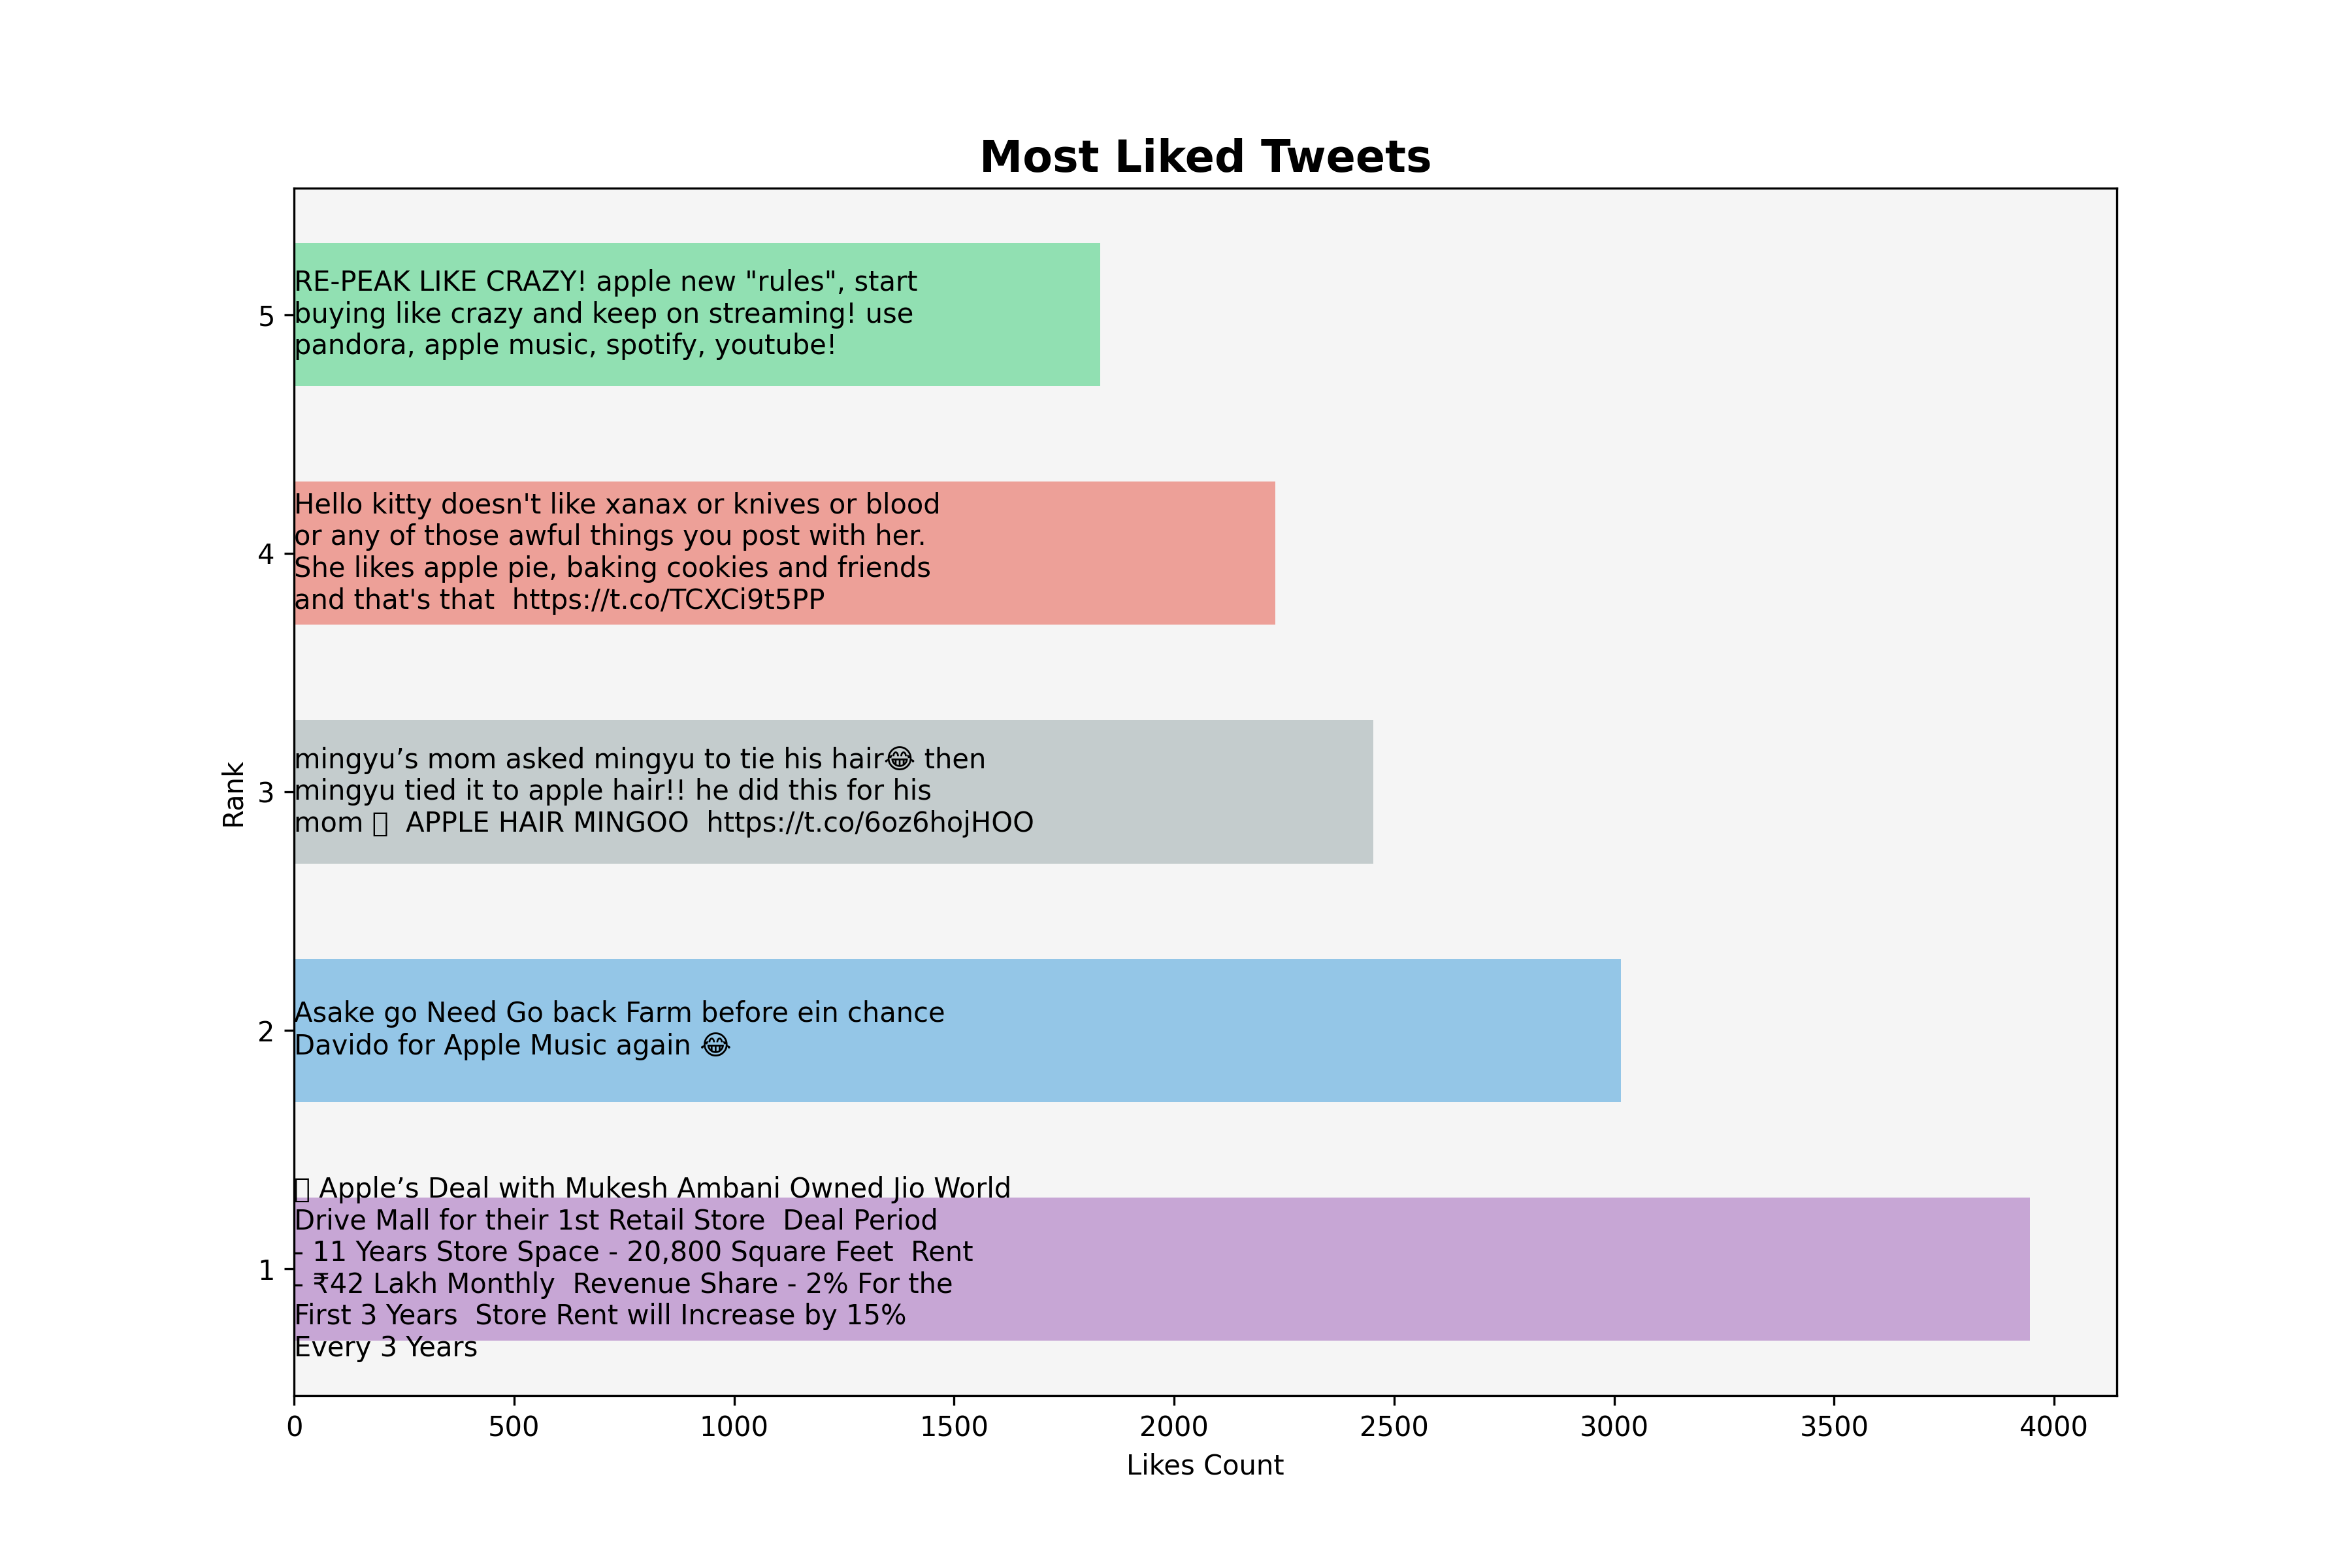 Most Liked Tweets
5
RE-PEAK LIKE CRAZY! apple new "rules", start
buying like crazy and keep on streaming! use
pandora, apple music, spotify, youtube!
4
Hello kitty doesn't like xanax or knives or blood
or any of those awful things you post with her.
She likes apple pie, baking cookies and friends
and that's that  https://t.co/TCXCi9t5PP
Rank
3
mingyu’s mom asked mingyu to tie his hair😂 then
mingyu tied it to apple hair!! he did this for his
mom ▯  APPLE HAIR MINGOO  https://t.co/6oz6hojHOO
2
Asake go Need Go back Farm before ein chance
Davido for Apple Music again 😂
1
▯ Apple’s Deal with Mukesh Ambani Owned Jio World
Drive Mall for their 1st Retail Store  Deal Period
- 11 Years Store Space - 20,800 Square Feet  Rent
- ₹42 Lakh Monthly  Revenue Share - 2% For the
First 3 Years  Store Rent will Increase by 15%
Every 3 Years
0 500 1000 1500 2000 2500 3000 3500 4000
Likes Count